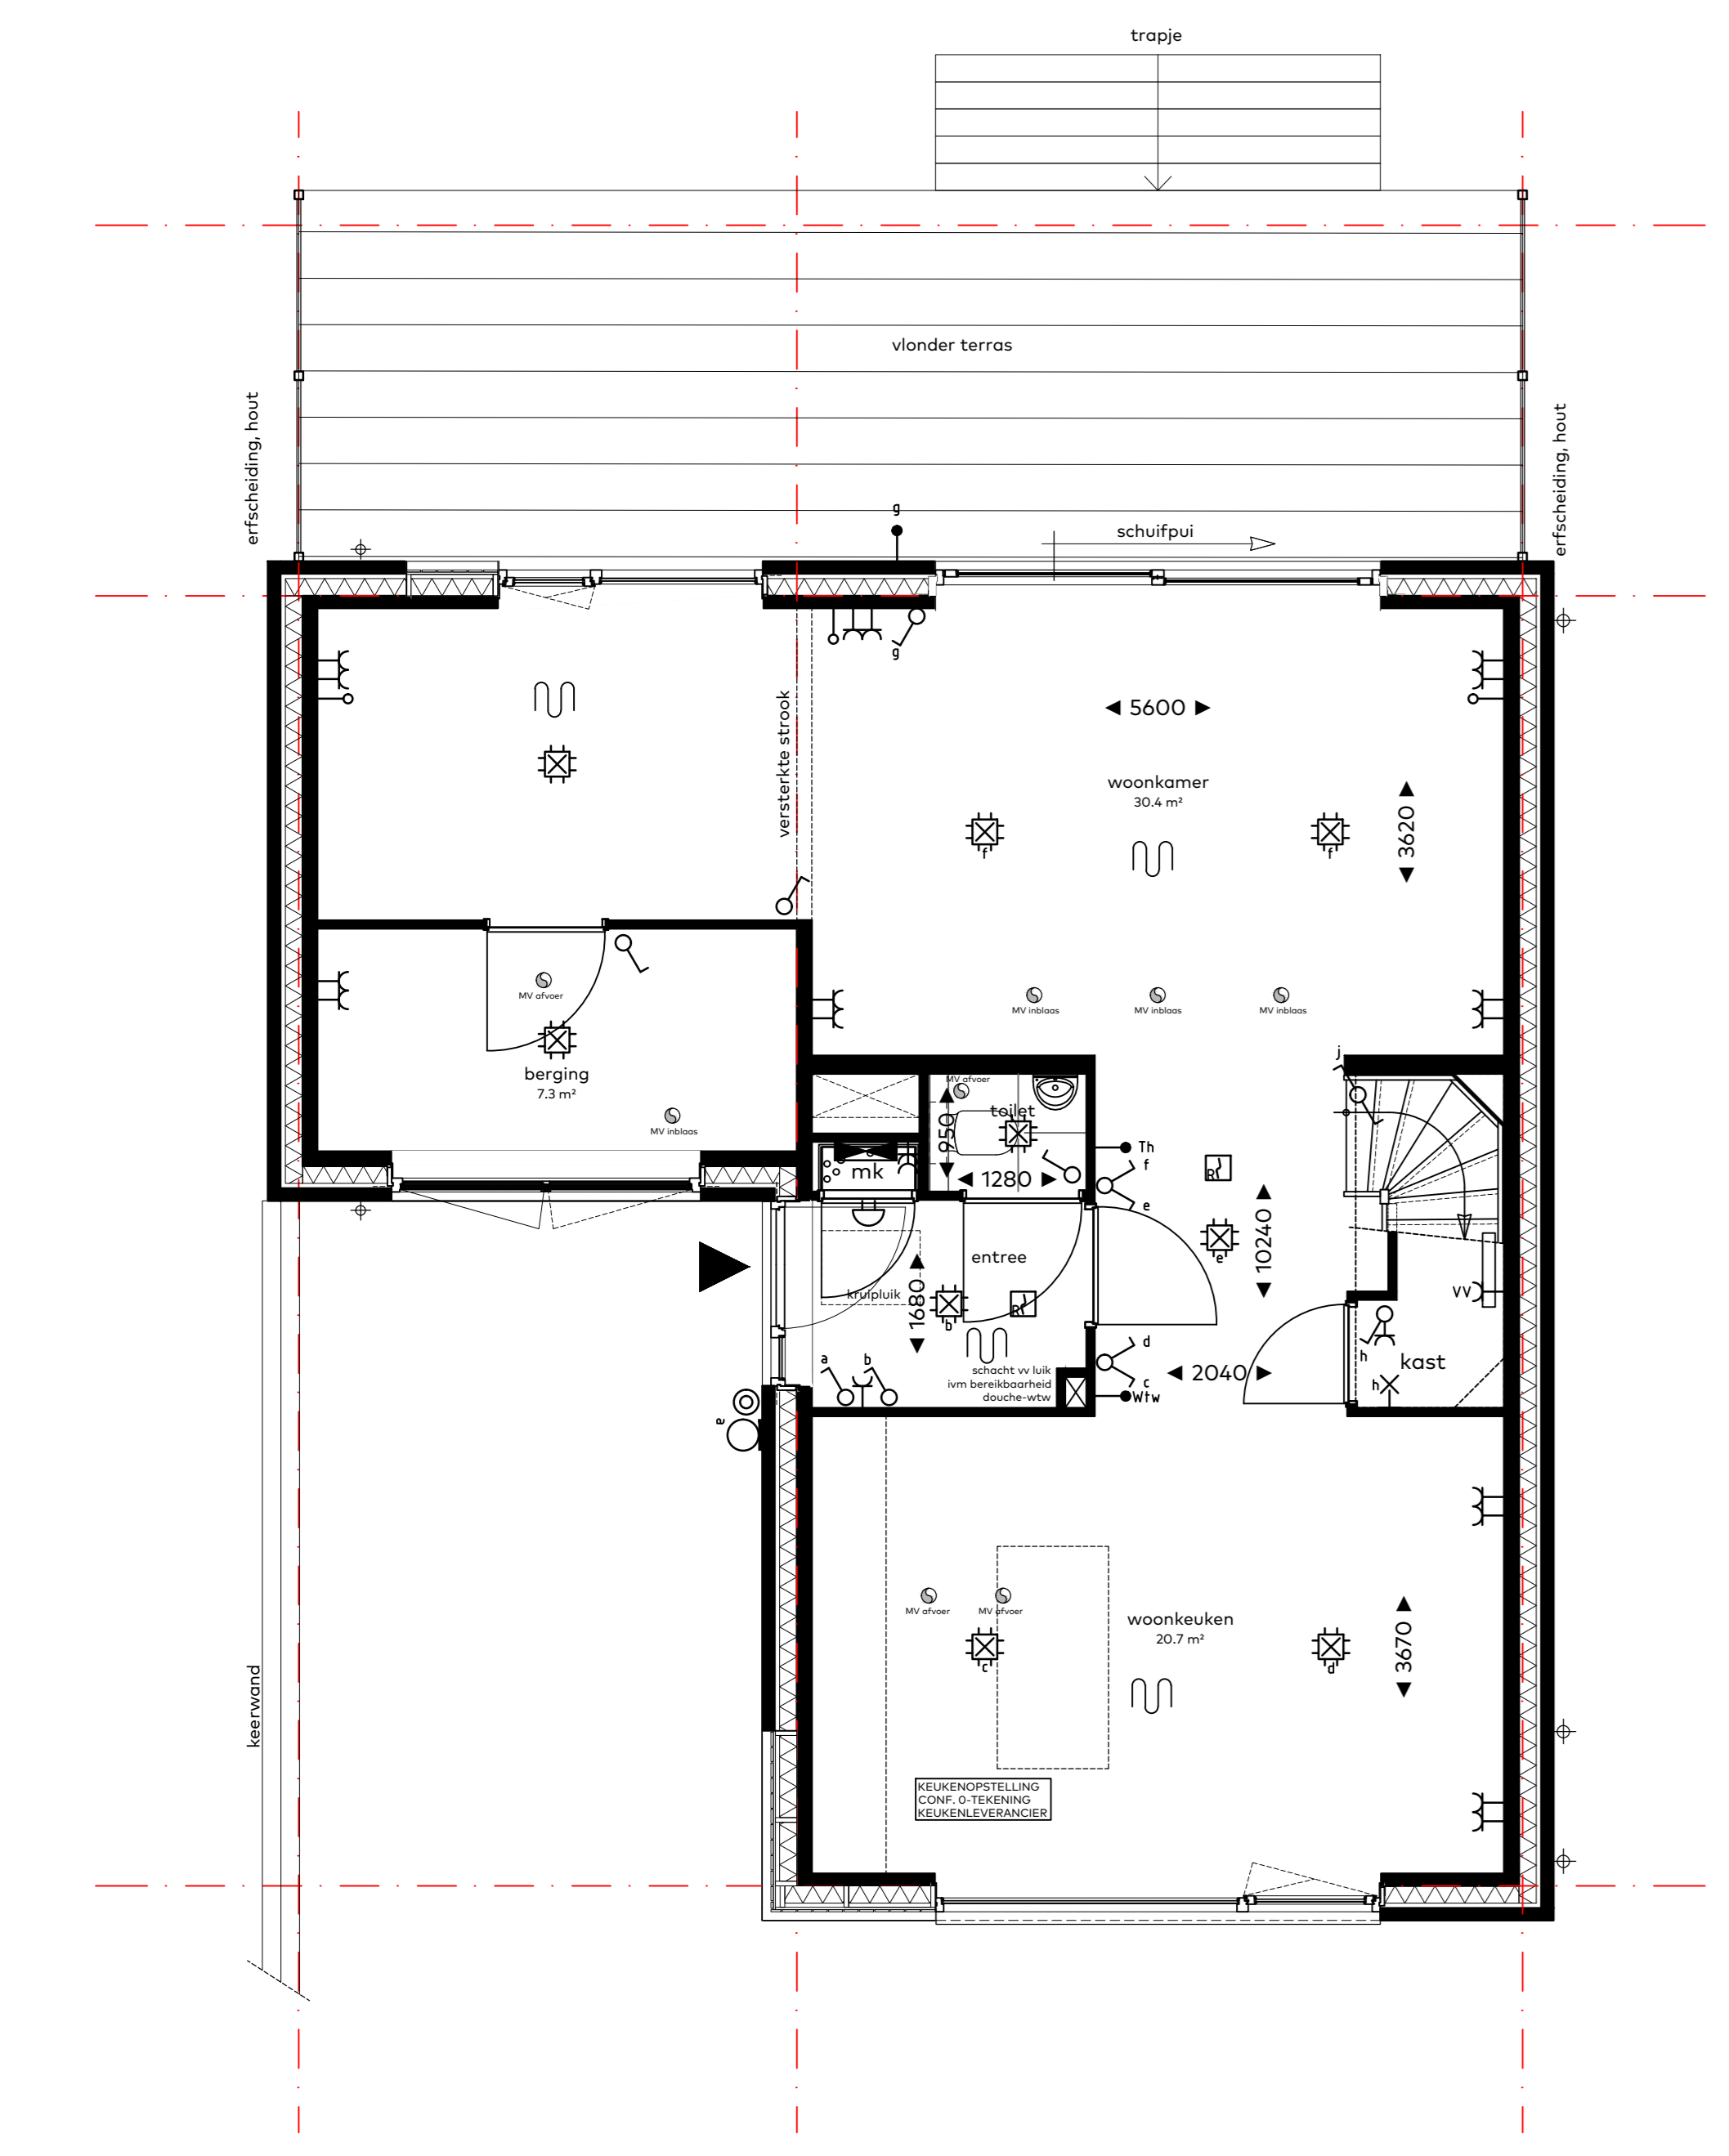 trapje
vlonder terras
erfscheiding, hout
erfscheiding, hout
g
schuifpui
g
5600
versterkte strook
woonkamer
30.4 m²
3620
f
f
MV afvoer
MV inblaas
MV inblaas
MV inblaas
berging
7.3 m²
MV inblaas
j
MV afvoer
toilet
950
1280
mk
Th
f
e
R
10240
e
entree
kruipluik
1680
b
R
VV
a
b
schacht vv luik
ivm bereikbaarheid
douche-wtw
d
c
Wtw
2040
h
kast
h
a
MV afvoer
MV afvoer
woonkeuken
20.7 m²
3670
c
d
keerwand
KEUKENOPSTELLING
CONF. 0-TEKENING
KEUKENLEVERANCIER